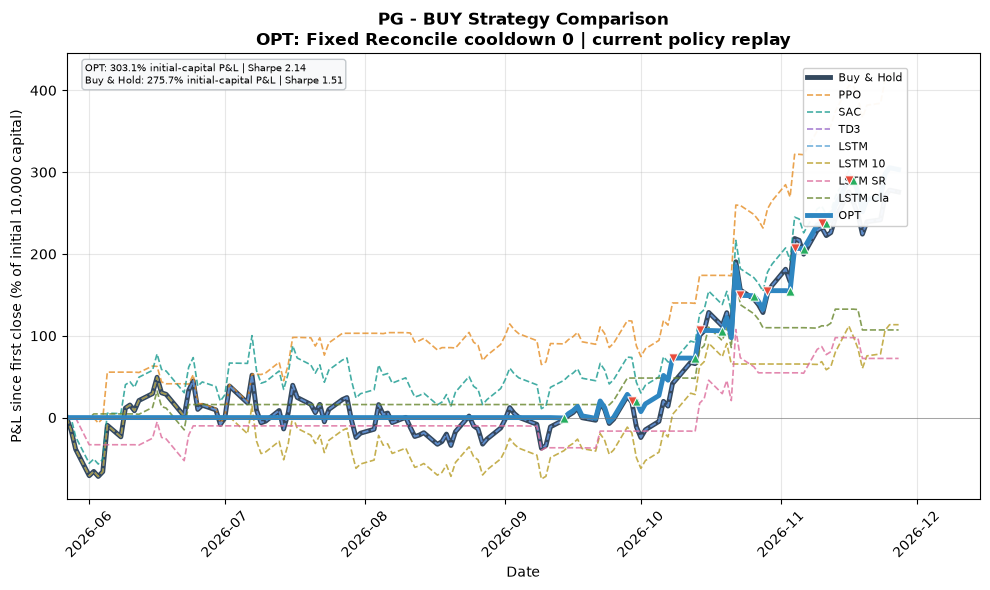 PG - BUY Strategy Comparison
OPT: Fixed Reconcile cooldown 0 | current policy replay
OPT: 303.1% initial-capital P&L | Sharpe 2.14
Buy & Hold: 275.7% initial-capital P&L | Sharpe 1.51
Buy & Hold
PPO
SAC
TD3
LSTM
LSTM 10
LSTM SR
LSTM Cla
OPT
P&L since first close (% of initial 10,000 capital)
400
300
200
100
0
2026-06
2026-07
2026-08
2026-09
2026-10
2026-11
2026-12
Date